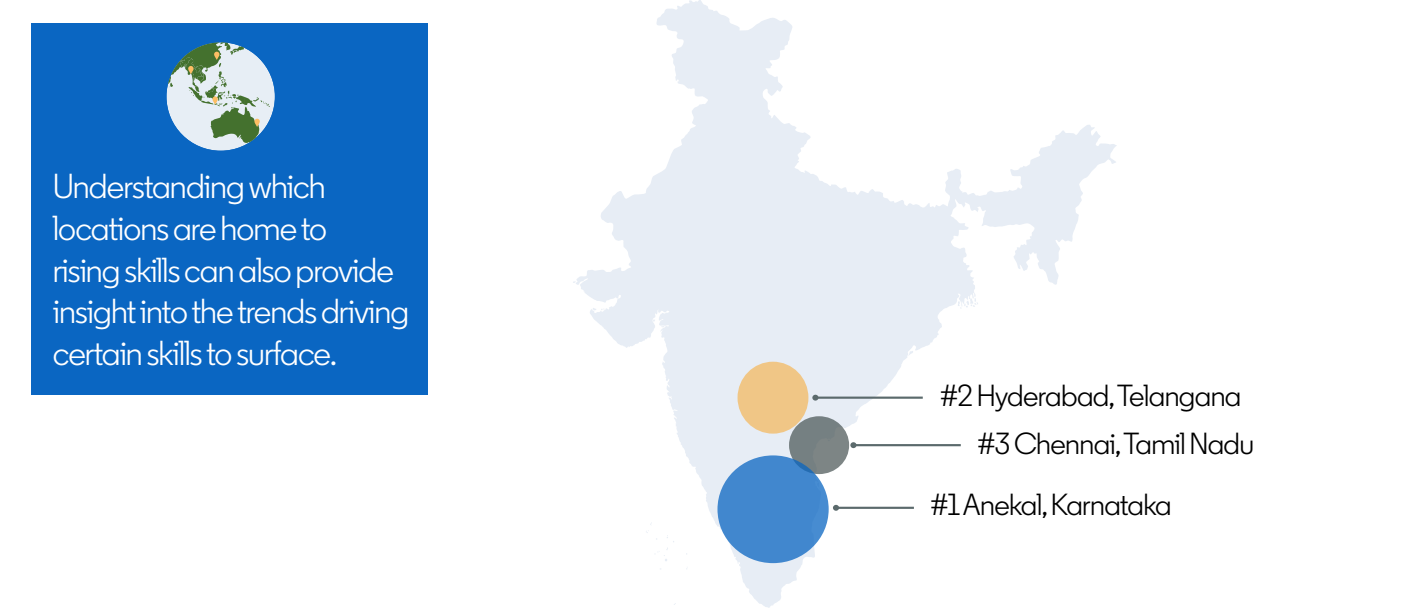 Understanding which
locations are home to
rising skills can also provide
insight into the trends driving
certain skills to surface.
#2 Hyderabad, Telangana
#3 Chennai, Tamil Nadu
#1 Anekal, Karnataka